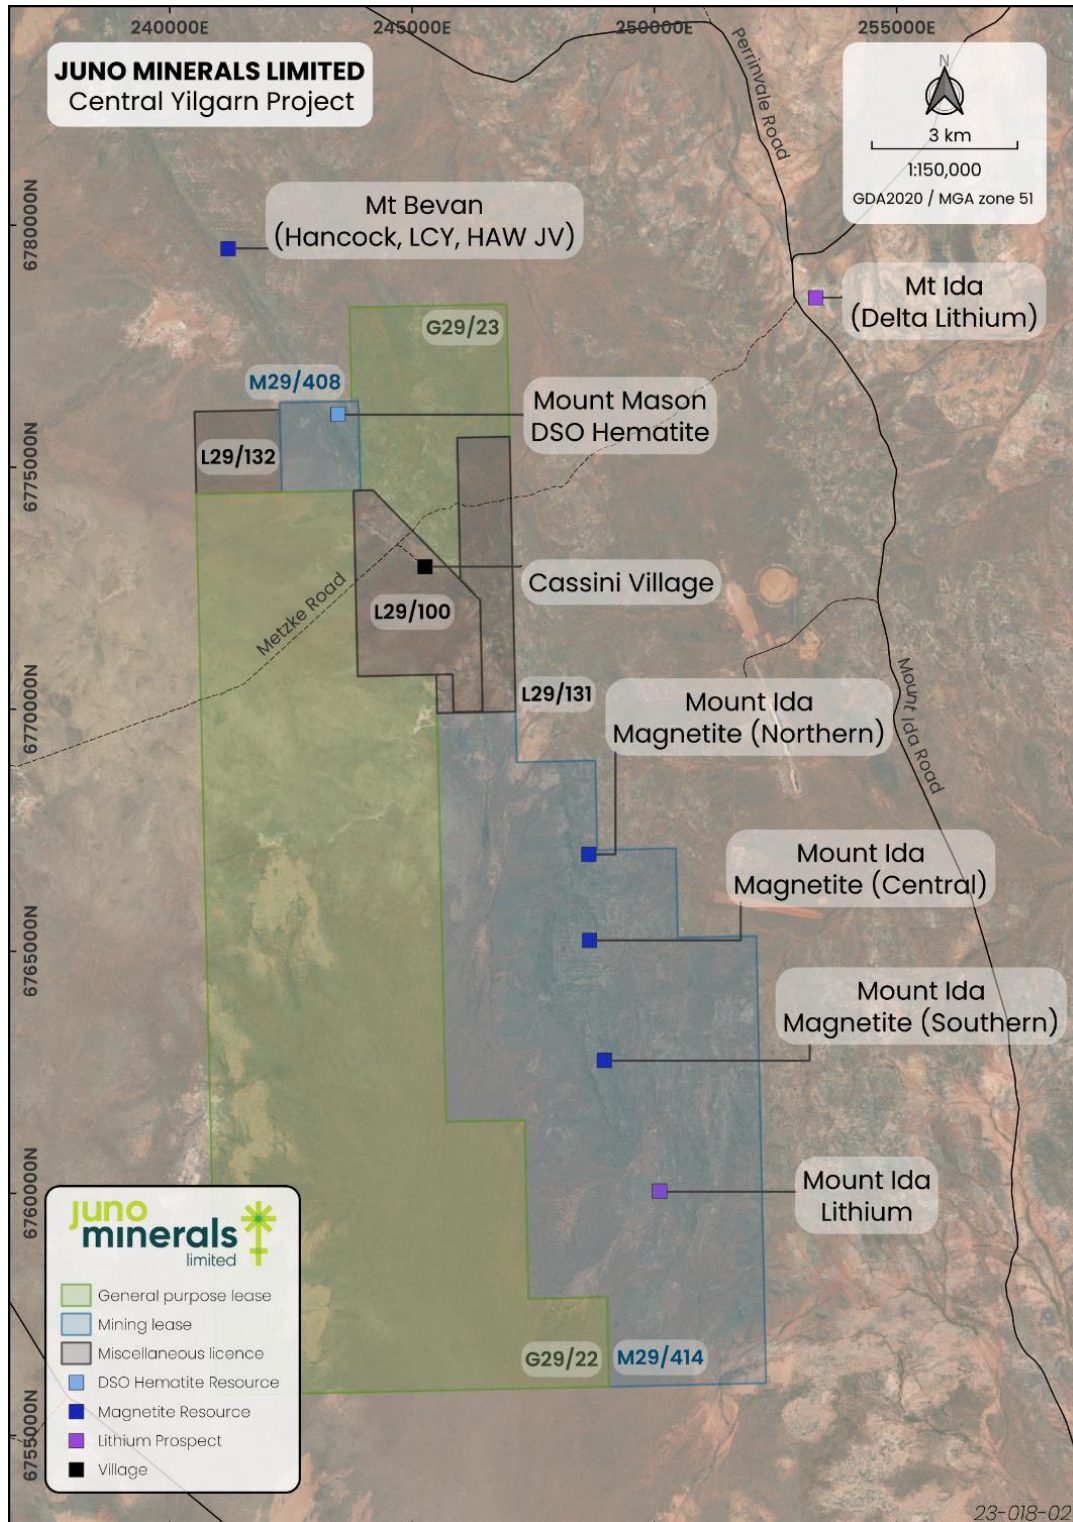 240000E
245000E
250000E
255000E
JUNO MINERALS LIMITED
Central Yilgarn Project
N
3 km
1:150,000
GDA2020 / MGA zone 51
Perrinvale Road
6780000N
Mt Bevan
(Hancock, LCY, HAW JV)
Mt Ida
(Delta Lithium)
G29/23
M29/408
Mount Mason
DSO Hematite
L29/132
6775000N
Cassini Village
L29/100
Metzke Road
L29/131
6770000N
Mount Ida
Magnetite (Northern)
Mount Ida Road
Mount Ida
Magnetite (Central)
6765000N
Mount Ida
Magnetite (Southern)
6760000N
Mount Ida
Lithium
juno
minerals
limited
General purpose lease
Mining lease
Miscellaneous licence
DSO Hematite Resource
Magnetite Resource
Lithium Prospect
Village
G29/22
M29/414
6755000N
23-018-02